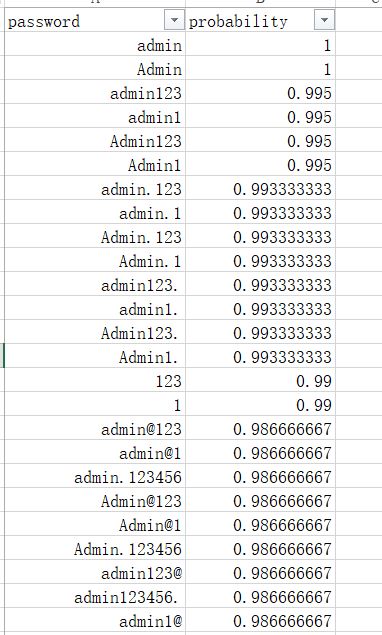 password probability
admin 1
Admin 1
admin123 0.995
admin1 0.995
Admin123 0.995
Admin1 0.995
admin.123 0.993333333
admin.1 0.993333333
Admin.123 0.993333333
Admin.1 0.993333333
admin123. 0.993333333
admin1. 0.993333333
Admin123. 0.993333333
Admin1. 0.993333333
123 0.99
1 0.99
admin@123 0.986666667
admin@1 0.986666667
admin.123456 0.986666667
Admin@123 0.986666667
Admin@1 0.986666667
Admin.123456 0.986666667
admin123@ 0.986666667
admin123456. 0.986666667
admin1@ 0.986666667